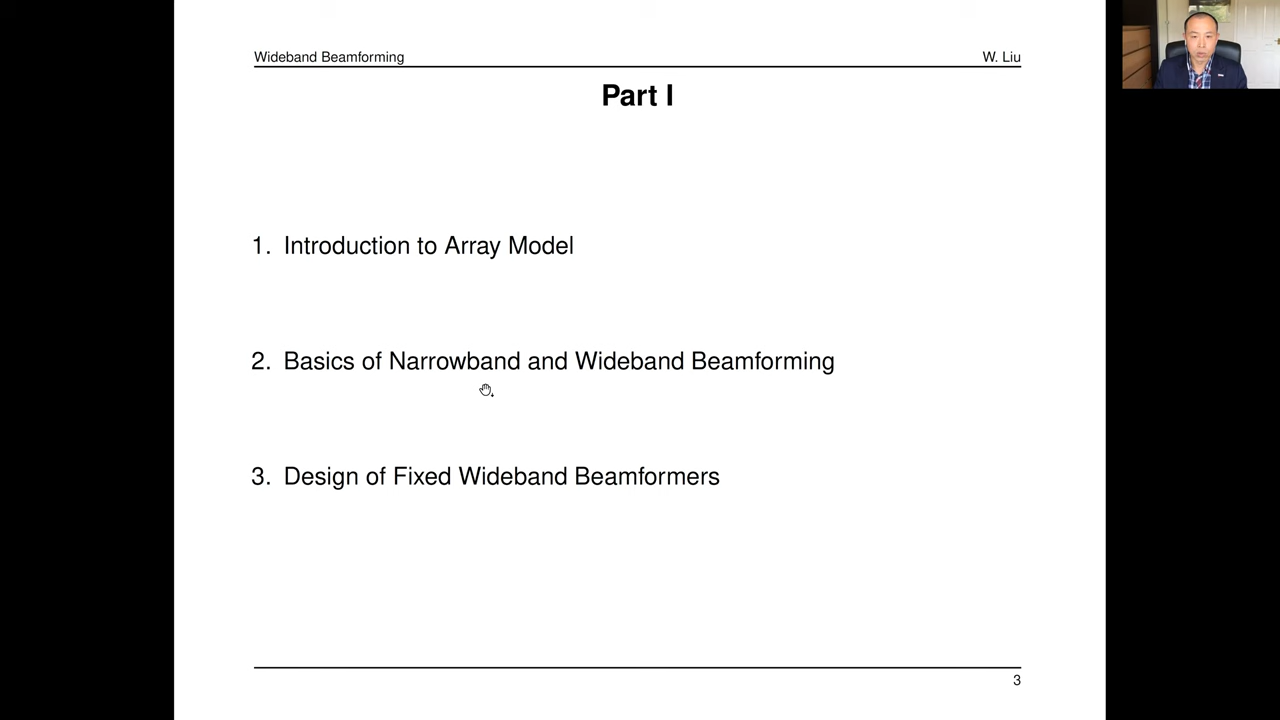 Wideband Beamforming W. Liu
Part I
1. Introduction to Array Model
2. Basics of Narrowband and Wideband Beamforming
3. Design of Fixed Wideband Beamformers
3